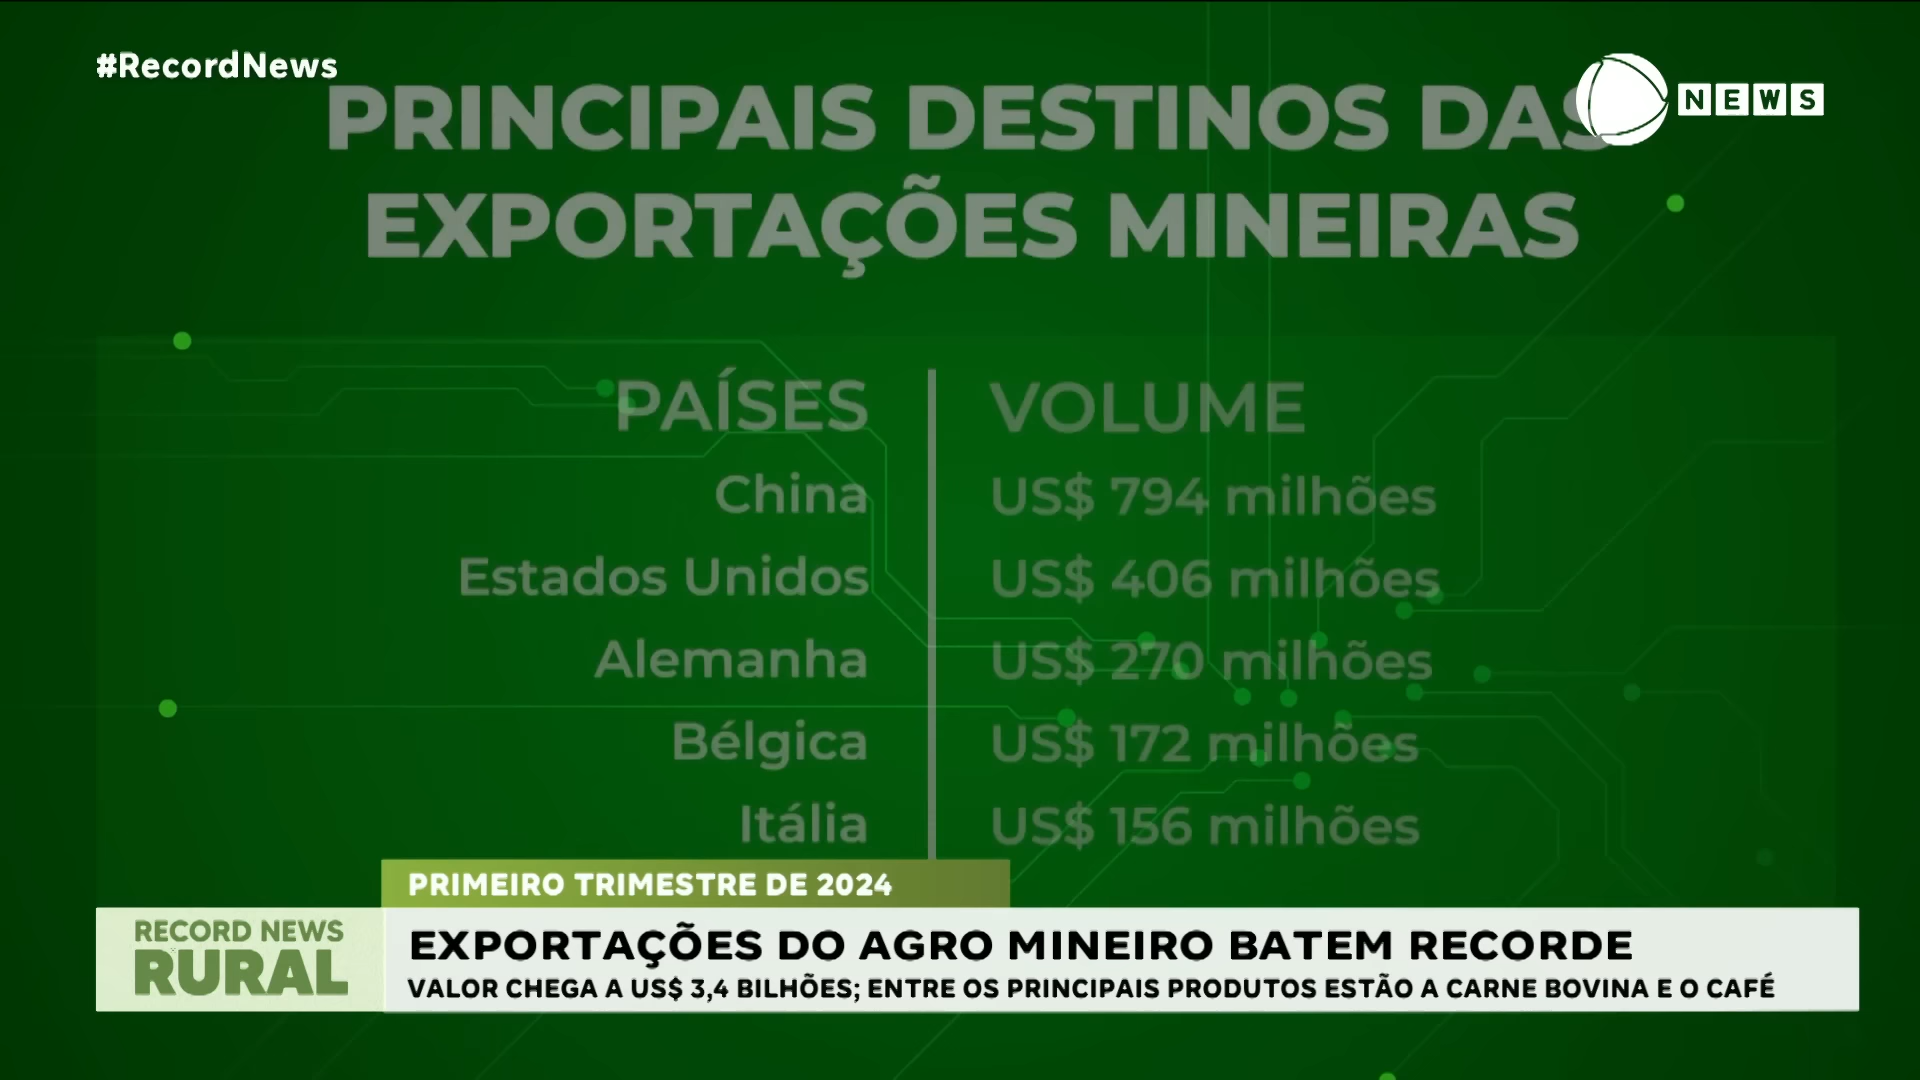 #RecordNews
NEWS
PRINCIPAIS DESTINOS DAS
EXPORTAÇÕES MINEIRAS
PAÍSES VOLUME
China US$ 794 milhões
Estados Unidos US$ 406 milhões
Alemanha US$ 270 milhões
Bélgica US$ 172 milhões
Itália US$ 156 milhões
PRIMEIRO TRIMESTRE DE 2024
RECORD NEWS
RURAL
EXPORTAÇÕES DO AGRO MINEIRO BATEM RECORDE
VALOR CHEGA A US$ 3,4 BILHÕES; ENTRE OS PRINCIPAIS PRODUTOS ESTÃO A CARNE BOVINA E O CAFÉ